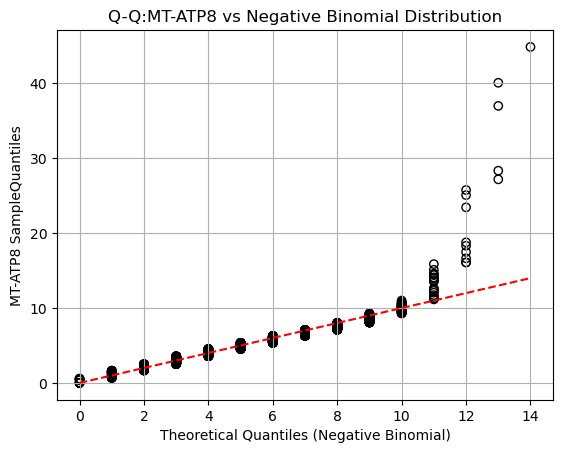 Q-Q:MT-ATP8 vs Negative Binomial Distribution
MT-ATP8 SampleQuantiles
40
30
20
10
0
0 2 4 6 8 10 12 14
Theoretical Quantiles (Negative Binomial)